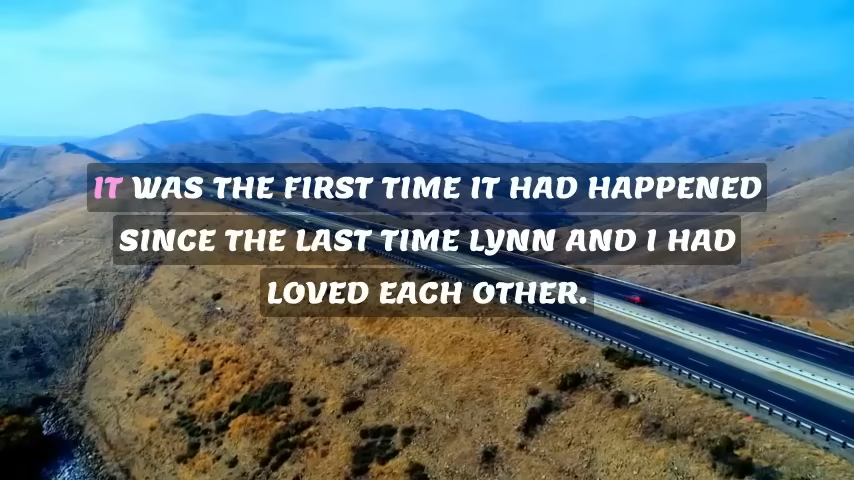 IT WAS THE FIRST TIME IT HAD HAPPENED
SINCE THE LAST TIME LYNN AND I HAD
LOVED EACH OTHER.